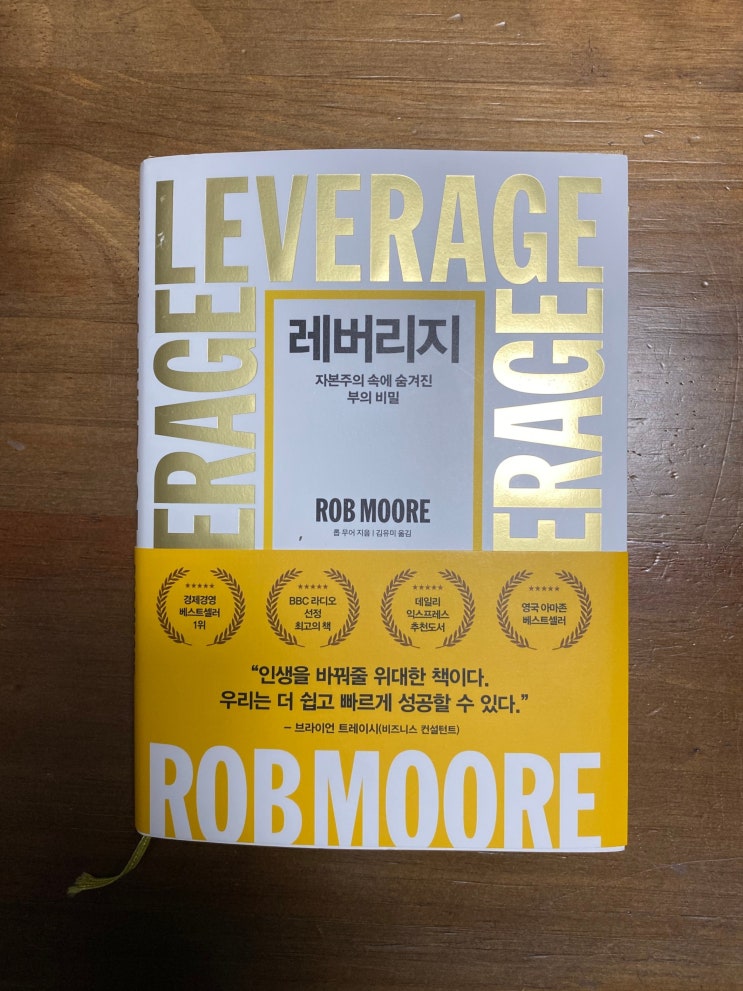 LEVERAGE
ERAGE
ERAGE
레버리지
자본주의 속에 숨겨진
부의 비밀
ROB MOORE
롭 무어 지음 | 김유미 옮김
★★★★★
경제경영
베스트셀러
1위
★★★★★
BBC 라디오
선정
최고의 책
★★★★★
데일리
익스프레스
추천도서
★★★★★
영국 아마존
베스트셀러
“인생을 바꿔줄 위대한 책이다.
우리는 더 쉽고 빠르게 성공할 수 있다.”
– 브라이언 트레이시(비즈니스 컨설턴트)
ROB MOORE